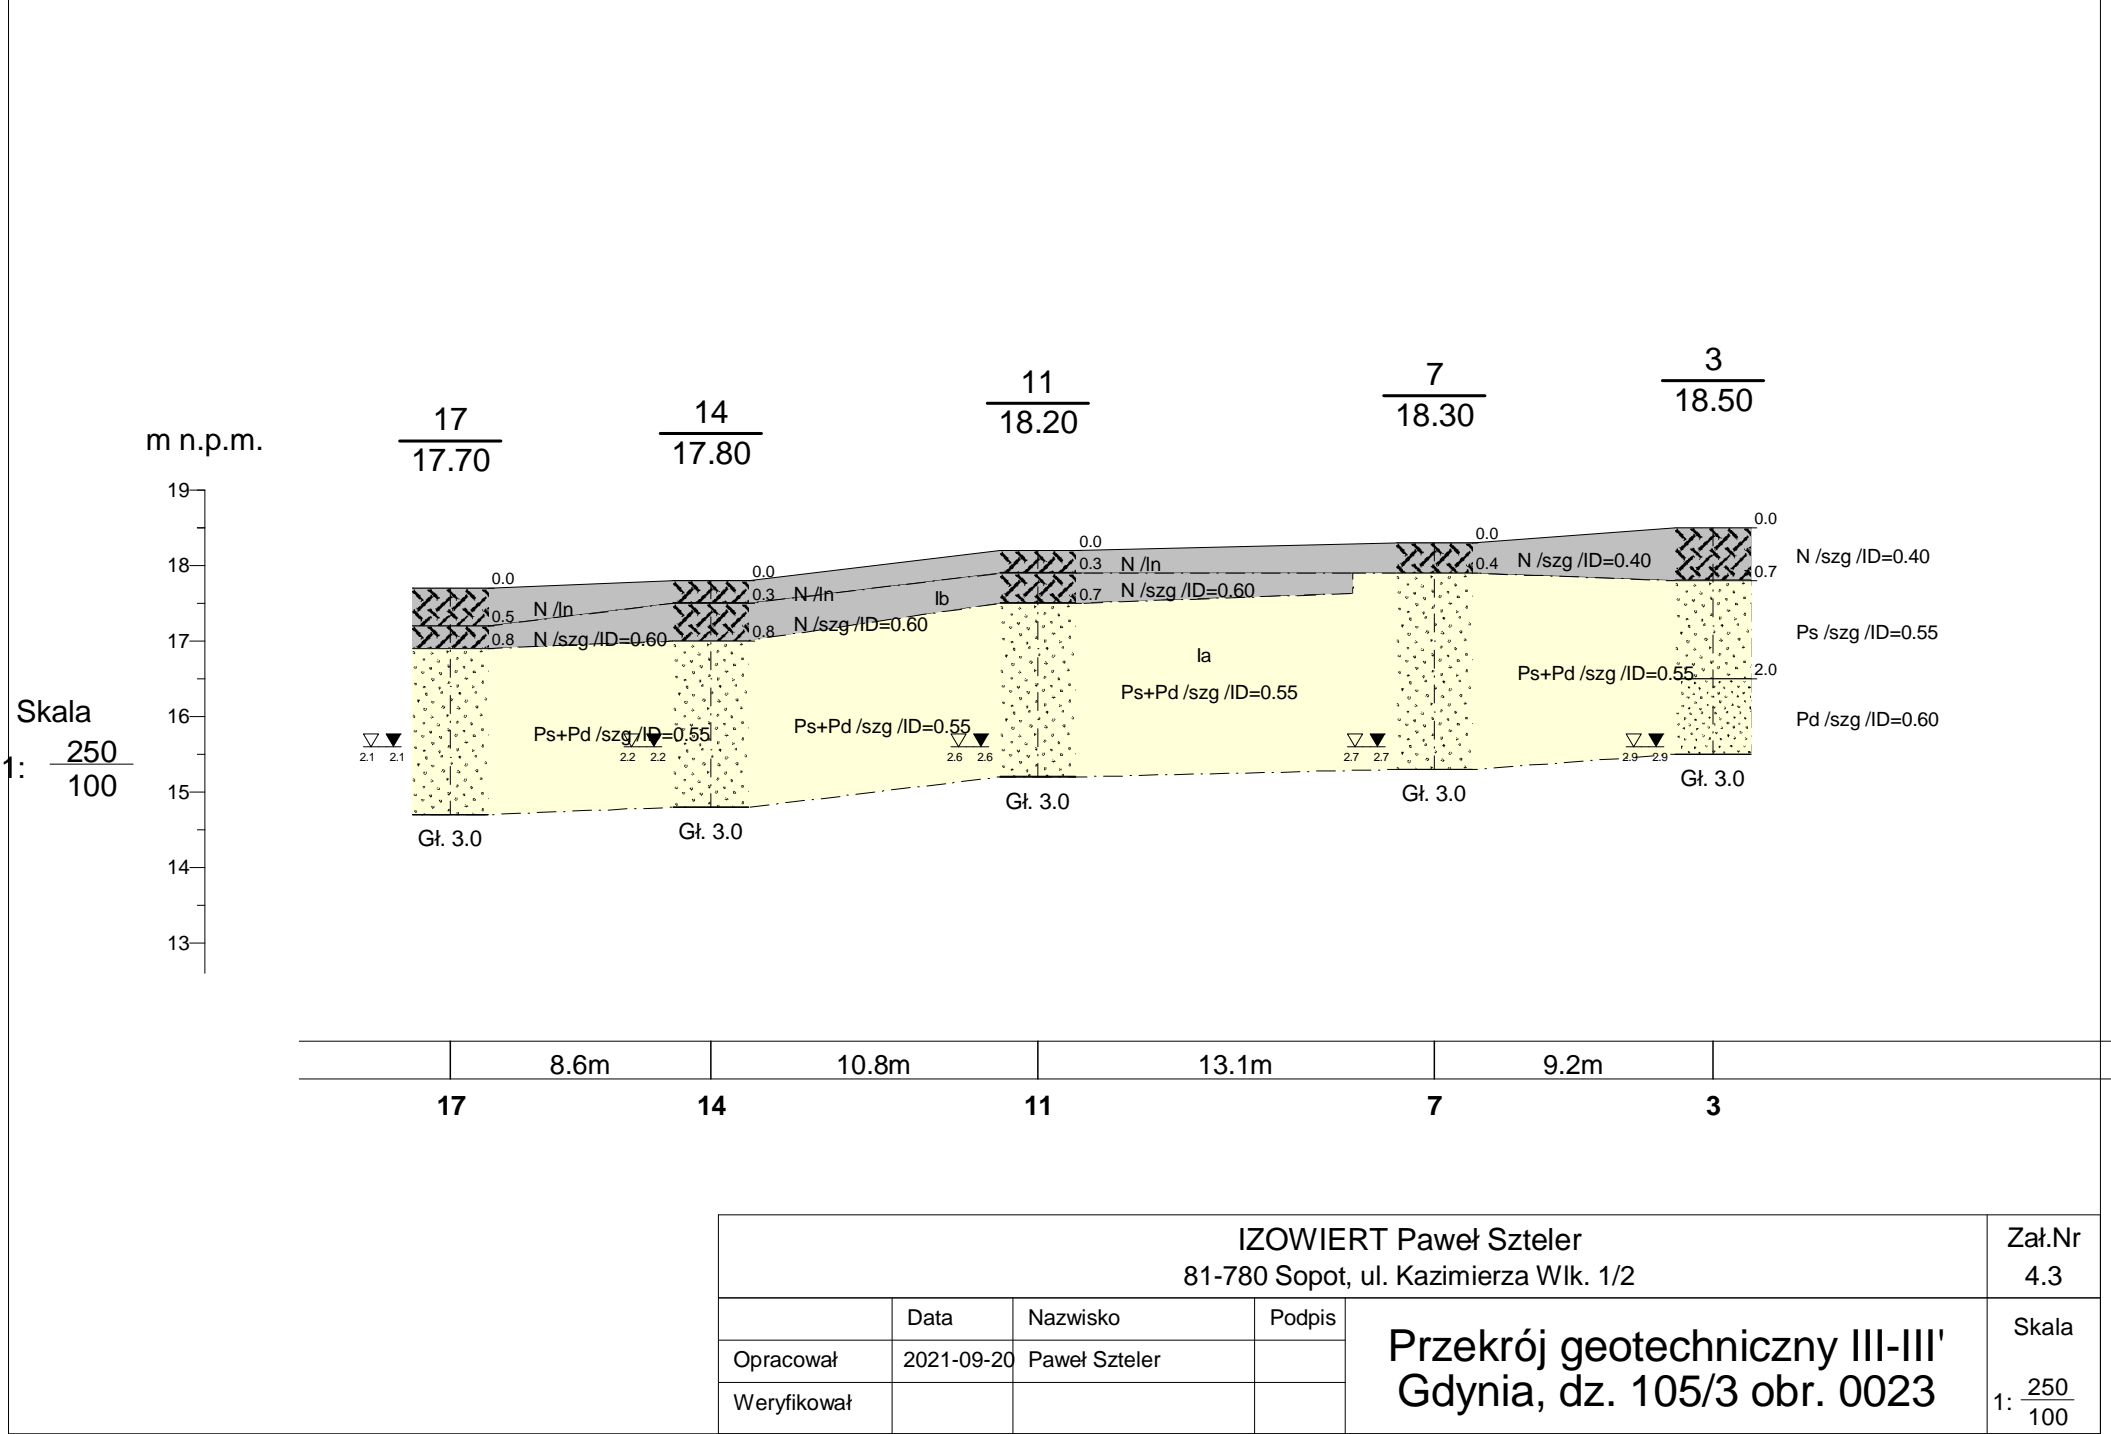 3
18.50
7
18.30
11
18.20
14
17.80
17
17.70
m n.p.m.
19
18
17
16
15
14
13
Skala
1: 250
100
0.0
0.5
0.8
N /ln
N /szg /ID=0.60
Ps+Pd /szg /ID=0.55
2.1 2.1
Gł. 3.0
0.0
0.3
0.8
N /ln
Ib
N /szg /ID=0.60
Ps+Pd /szg /ID=0.55
2.2 2.2
Gł. 3.0
0.0
0.3
0.7
N /ln
N /szg /ID=0.60
Ia
Ps+Pd /szg /ID=0.55
2.6 2.6
Gł. 3.0
0.0
0.4
N /szg /ID=0.40
Ps+Pd /szg /ID=0.55
2.7 2.7
Gł. 3.0
0.0
0.7
2.0
N /szg /ID=0.40
Ps /szg /ID=0.55
Pd /szg /ID=0.60
2.9 2.9
Gł. 3.0
8.6m 10.8m 13.1m 9.2m
17 14 11 7 3
IZOWIERT Paweł Szteler
81-780 Sopot, ul. Kazimierza Wlk. 1/2
Zał.Nr
4.3
Data Nazwisko Podpis
Opracował 2021-09-20 Paweł Szteler
Weryfikował
Przekrój geotechniczny III-III'
Gdynia, dz. 105/3 obr. 0023
Skala
1: 250
100